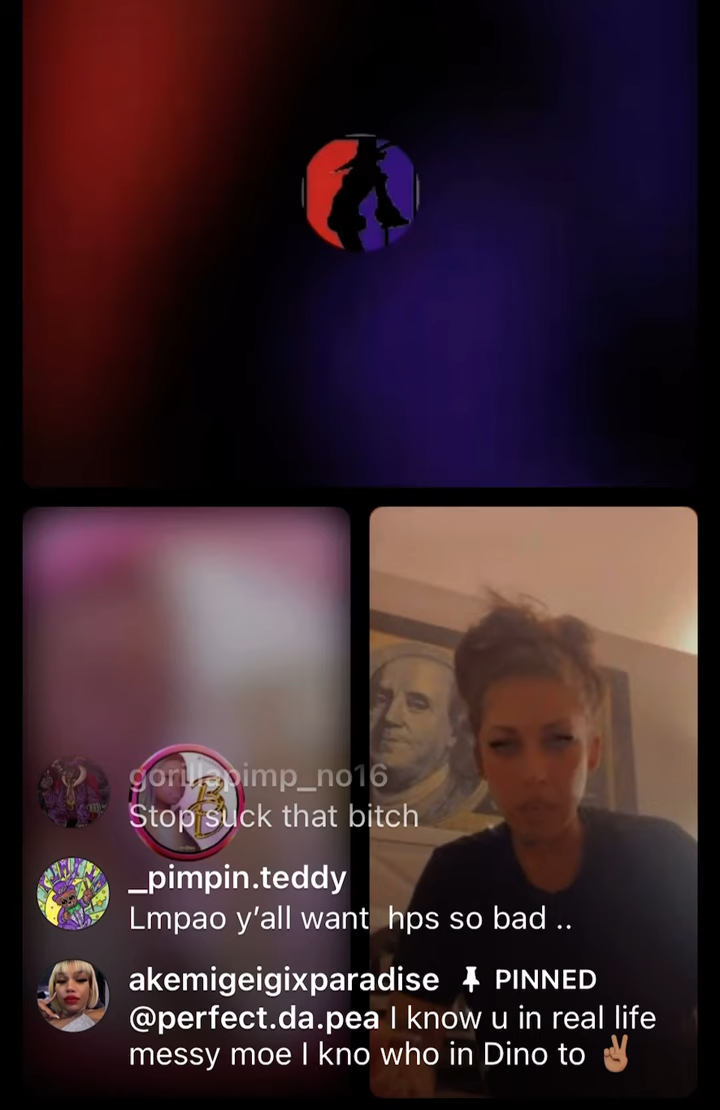 gorillapimp_no16
Stop suck that bitch
_pimpin.teddy
Lmpao y’all want  hps so bad ..
akemigeigixparadise PINNED
@perfect.da.pea I know u in real life
messy moe I kno who in Dino to ✌🏽